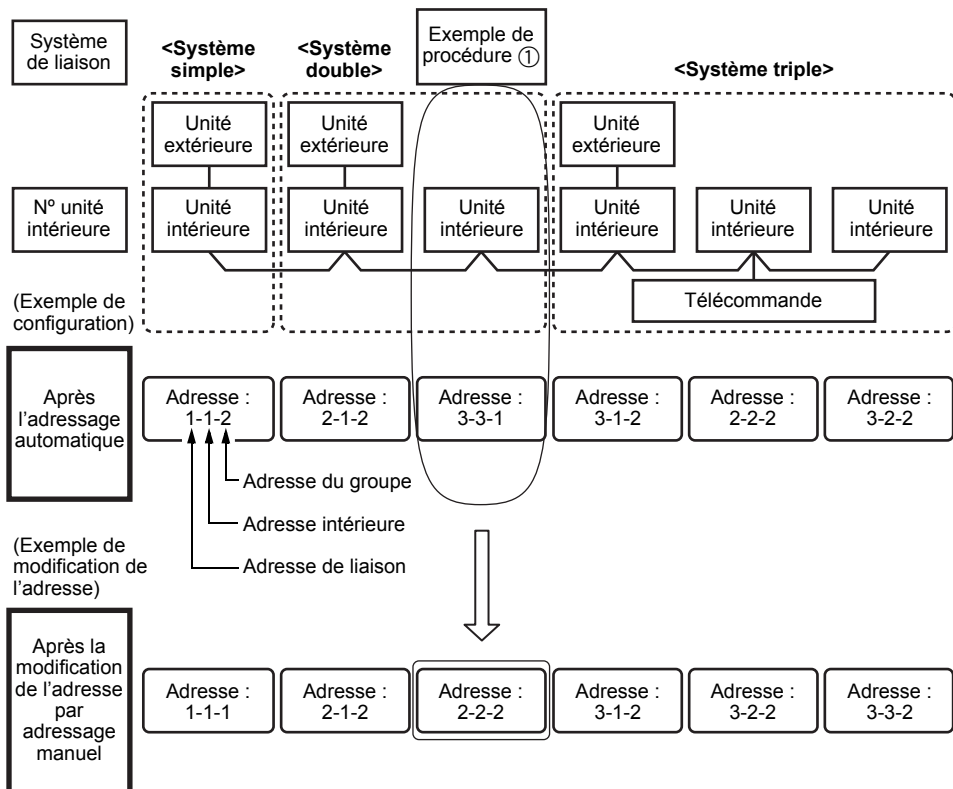 Système
de liaison
<Système
simple>
<Système
double>
Exemple de
procédure ①
<Système triple>
Unité
extérieure
Unité
extérieure
Unité
extérieure
Nº unité
intérieure
Unité
intérieure
Unité
intérieure
Unité
intérieure
Unité
intérieure
Unité
intérieure
Unité
intérieure
Télécommande
(Exemple de
configuration)
Après
l’adressage
automatique
Adresse :
1-1-2
Adresse :
2-1-2
Adresse :
3-3-1
Adresse :
3-1-2
Adresse :
2-2-2
Adresse :
3-2-2
Adresse du groupe
Adresse intérieure
Adresse de liaison
(Exemple de
modification de
l’adresse)
Après la
modification
de l’adresse
par
adressage
manuel
Adresse :
1-1-1
Adresse :
2-1-2
Adresse :
2-2-2
Adresse :
3-1-2
Adresse :
3-2-2
Adresse :
3-3-2